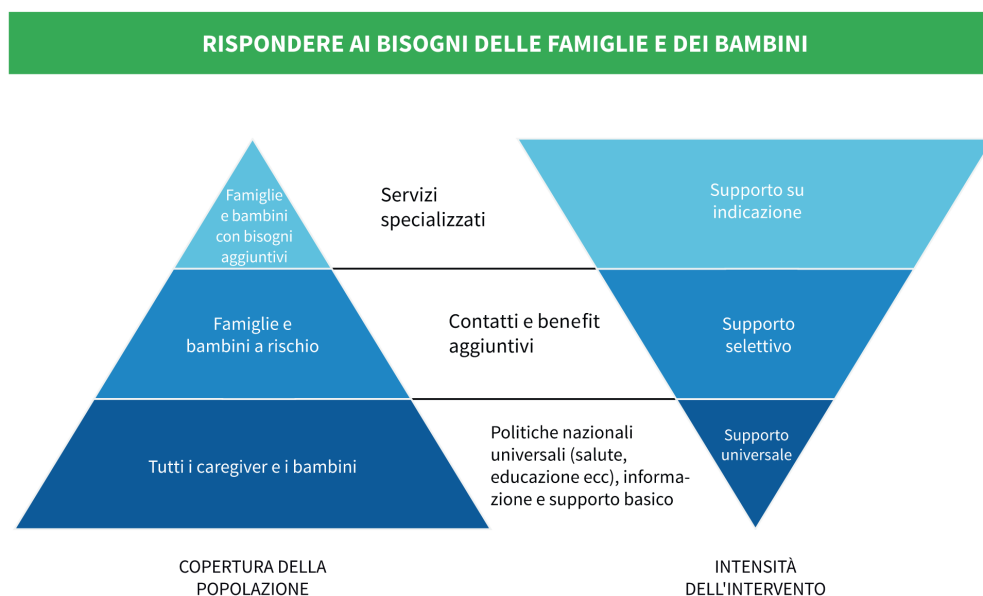 RISPONDERE AI BISOGNI DELLE FAMIGLIE E DEI BAMBINI
Famiglie
e bambini
con bisogni
aggiuntivi
Servizi
specializzati
Supporto su
indicazione
Famiglie e
bambini a rischio
Contatti e benefit
aggiuntivi
Supporto
selettivo
Tutti i caregiver e i bambini
Politiche nazionali
universali (salute,
educazione ecc), informa-
zione e supporto basico
Supporto
universale
COPERTURA DELLA
POPOLAZIONE
INTENSITÀ
DELL'INTERVENTO